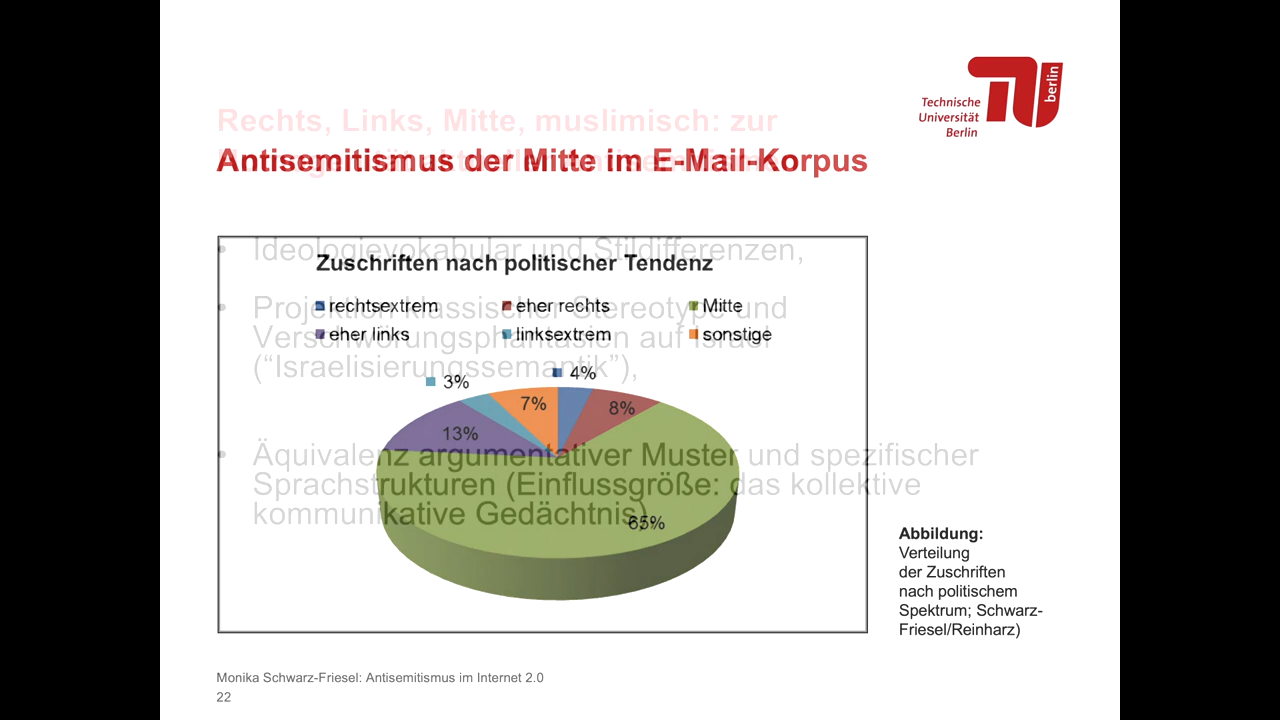 Technische
Universität
Berlin
berlin
Rechts, Links, Mitte, muslimisch: zur
Antisemitismus der Mitte im E-Mail-Korpus
Ideologievokabular und Stildifferenzen,
Zuschriften nach politischer Tendenz
rechtsextrem eher rechts Mitte
Projektion klassischer Stereotype und
eher links linksextrem sonstige
Verschwörungsphantasien auf Israel
(“Israelisierungssemantik”),
3% 4%
7% 8%
13%
Äquivalenz argumentativer Muster und spezifischer
Sprachstrukturen (Einflussgröße: das kollektive
kommunikative Gedächtnis)
65%
Abbildung:
Verteilung
der Zuschriften
nach politischem
Spektrum; Schwarz-
Friesel/Reinharz)
Monika Schwarz-Friesel: Antisemitismus im Internet 2.0
22